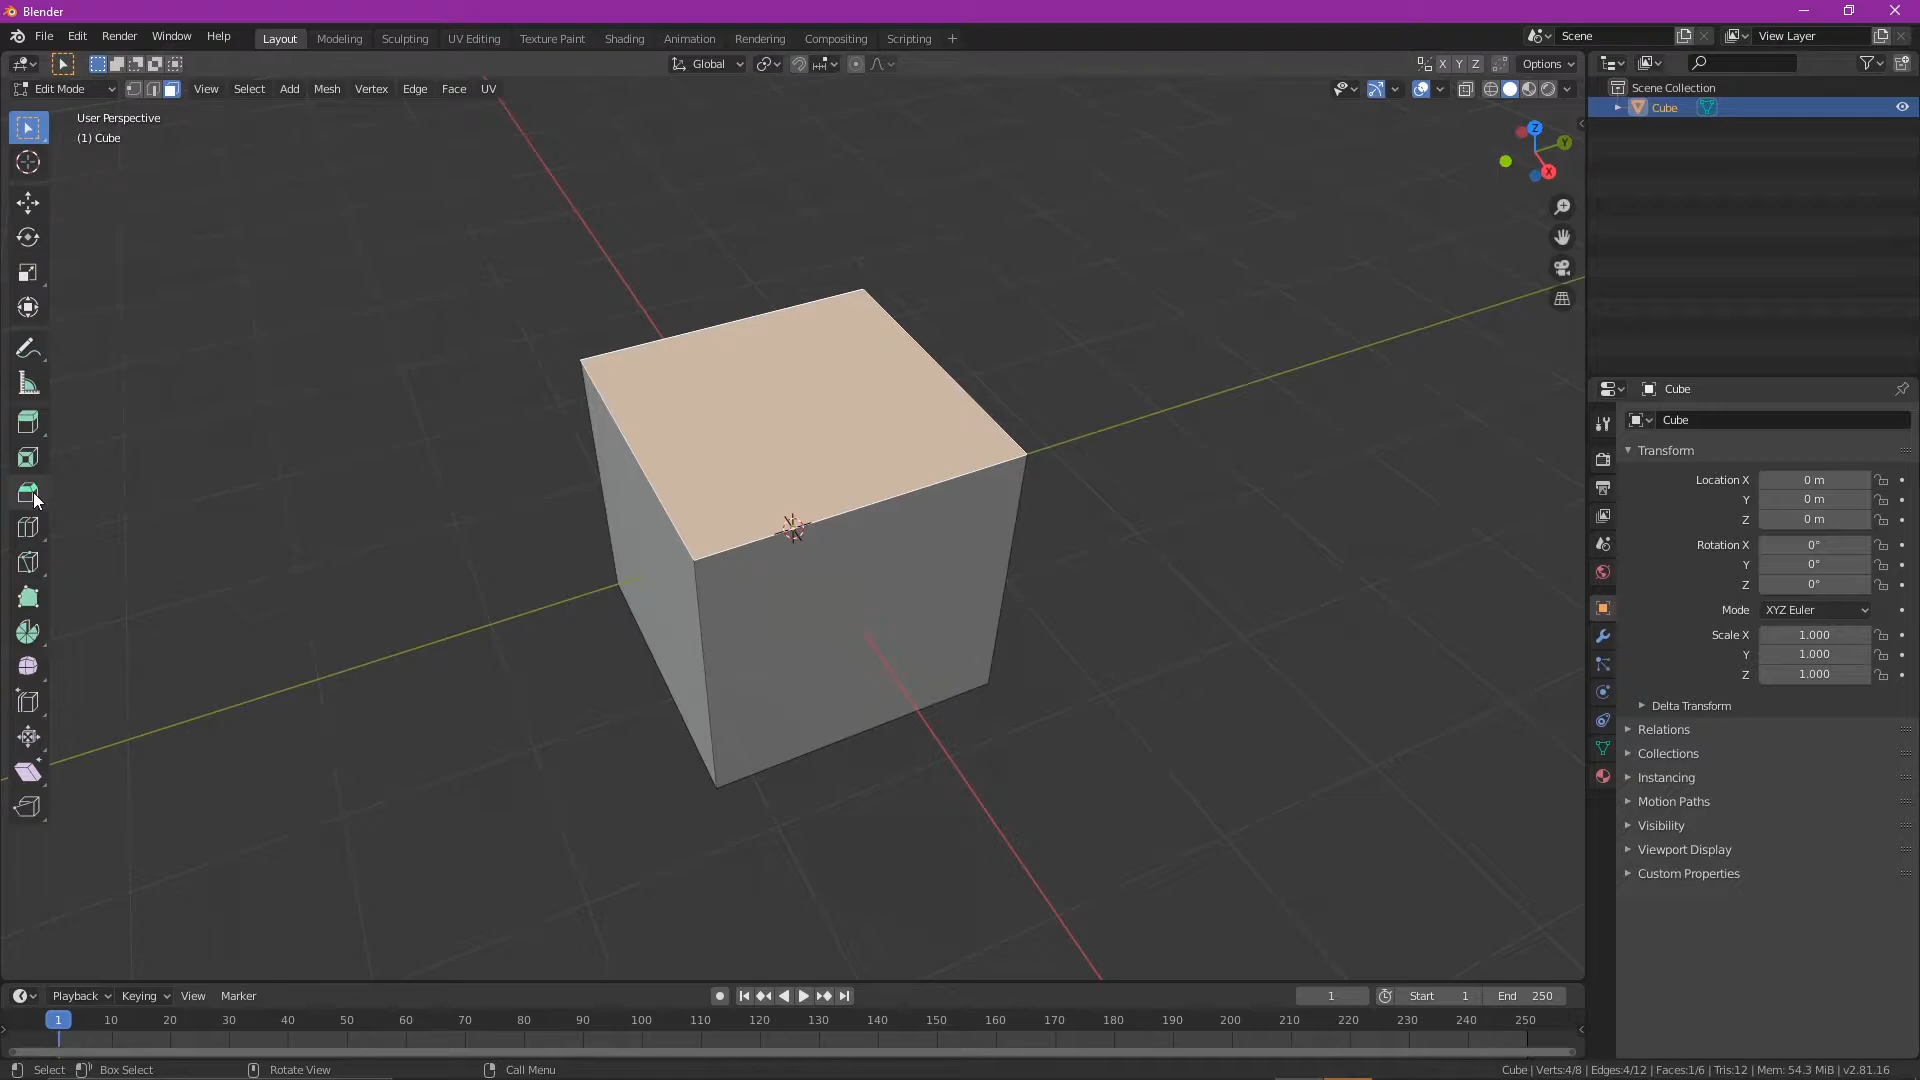 Blender
File Edit Render Window Help Layout Modeling Sculpting UV Editing Texture Paint Shading Animation Rendering Compositing Scripting + Scene View Layer
Global X Y Z Options
Edit Mode View Select Add Mesh Vertex Edge Face UV
Scene Collection
Cube
User Perspective
(1) Cube
Z
Y
X
Cube
Cube
Transform
Location X 0 m
Y 0 m
Z 0 m
Rotation X 0°
Y 0°
Z 0°
Mode XYZ Euler
Scale X 1.000
Y 1.000
Z 1.000
Delta Transform
Relations
Collections
Instancing
Motion Paths
Visibility
Viewport Display
Custom Properties
Playback Keying View Marker 1 Start 1 End 250
1 10 20 30 40 50 60 70 80 90 100 110 120 130 140 150 160 170 180 190 200 210 220 230 240 250
Select Box Select Rotate View Call Menu Cube | Verts:4/8 | Edges:4/12 | Faces:1/6 | Tris:12 | Mem: 54.3 MiB | v2.81.16